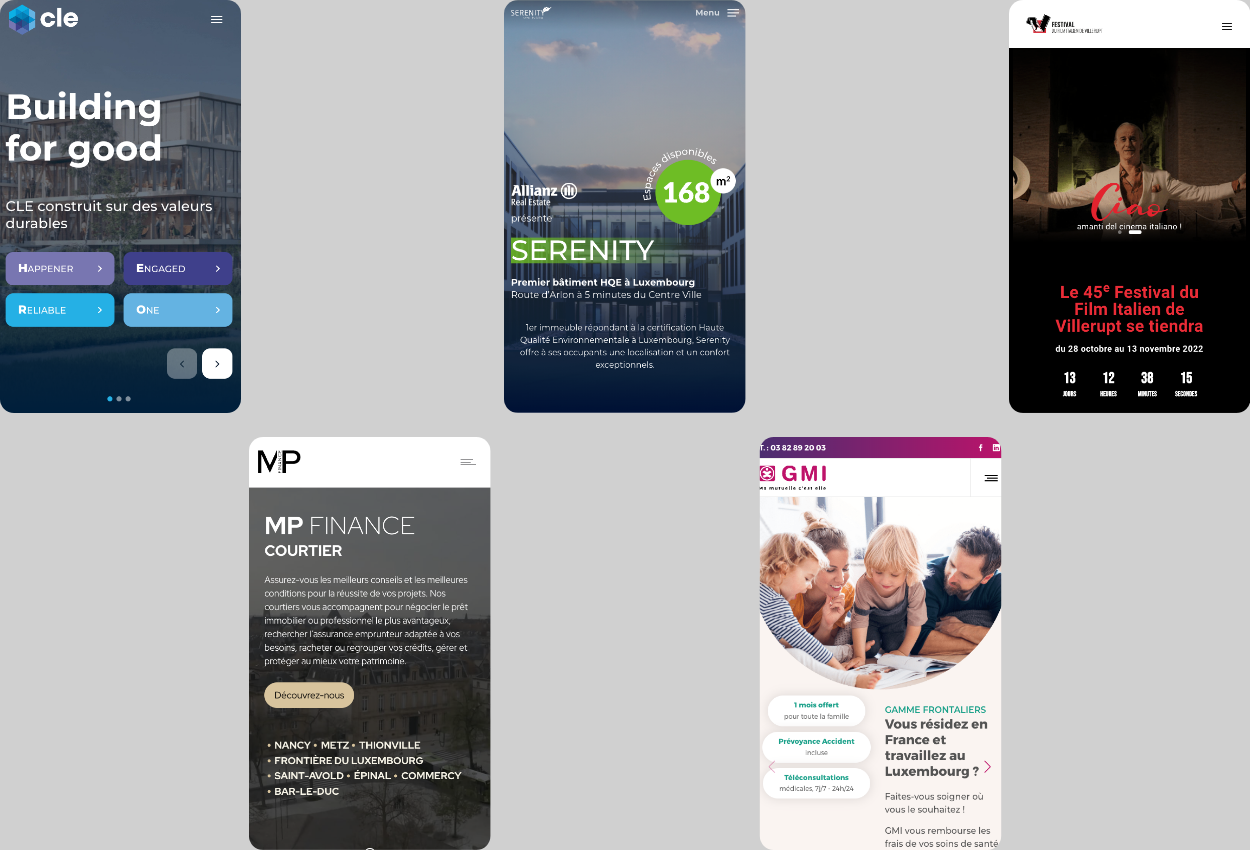 cle
Building
for good
CLE construit sur des valeurs
durables
HAPPENER
ENGAGED
RELIABLE
ONE
SERENITY
Menu
Espaces disponibles
168
m²
Allianz
Real Estate
présente
SERENITY
Premier bâtiment HQE à Luxembourg
Route d'Arlon à 5 minutes du Centre Ville
1er immeuble répondant à la certification Haute
Qualité Environnementale à Luxembourg, Serenity
offre à ses occupants une localisation et un confort
exceptionnels.
FESTIVAL
DU FILM ITALIEN DE VILLERUPT
Ciao
amanti del cinema italiano !
Le 45e Festival du
Film Italien de
Villerupt se tiendra
du 28 octobre au 13 novembre 2022
13 12 38 15
JOURS HEURES MINUTES SECONDES
MP
FINANCE
MP FINANCE
COURTIER
Assurez-vous les meilleurs conseils et les meilleures
conditions pour la réussite de vos projets. Nos
courtiers vous accompagnent pour négocier le prêt
immobilier ou professionnel le plus avantageux,
rechercher l'assurance emprunteur adaptée à vos
besoins, racheter ou regrouper vos crédits, gérer et
protéger au mieux votre patrimoine.
Découvrez-nous
• NANCY • METZ • THIONVILLE
• FRONTIÈRE DU LUXEMBOURG
• SAINT-AVOLD • ÉPINAL • COMMERCY
• BAR-LE-DUC
T. : 03 82 89 20 03
GMI
ma mutuelle c'est elle
1 mois offert
pour toute la famille
Prévoyance Accident
incluse
Téléconsultations
médicales, 7j/7 - 24h/24
GAMME FRONTALIERS
Vous résidez en
France et
travaillez au
Luxembourg ?
Faites-vous soigner où
vous le souhaitez !
GMI vous rembourse les
frais de vos soins de santé